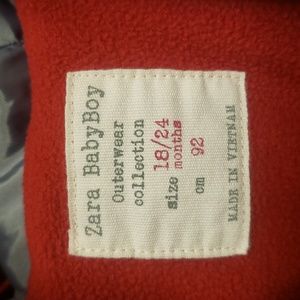 Zara BabyBoy
Outerwear
collection
size 18/24
months
cm 92
MADE IN VIETNAM